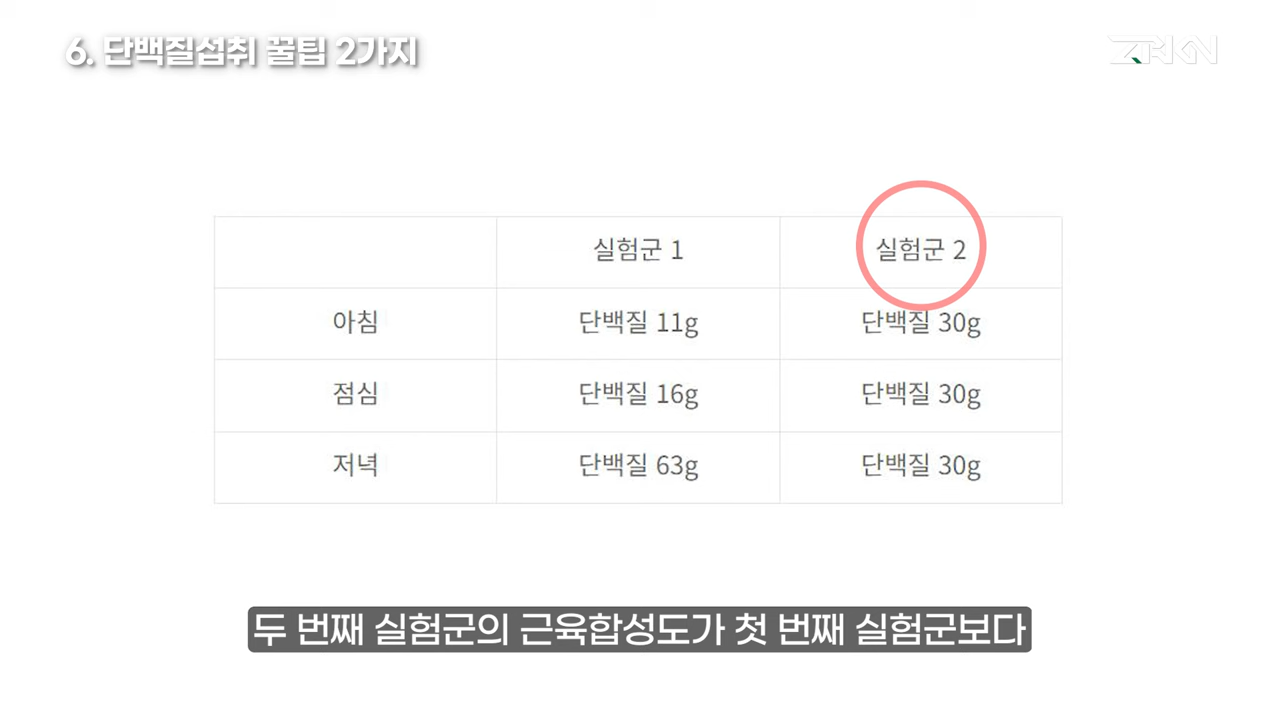 6. 단백질섭취 꿀팁 2가지
ZRKN
실험군 1 실험군 2
아침 단백질 11g 단백질 30g
점심 단백질 16g 단백질 30g
저녁 단백질 63g 단백질 30g
두 번째 실험군의 근육합성도가 첫 번째 실험군보다